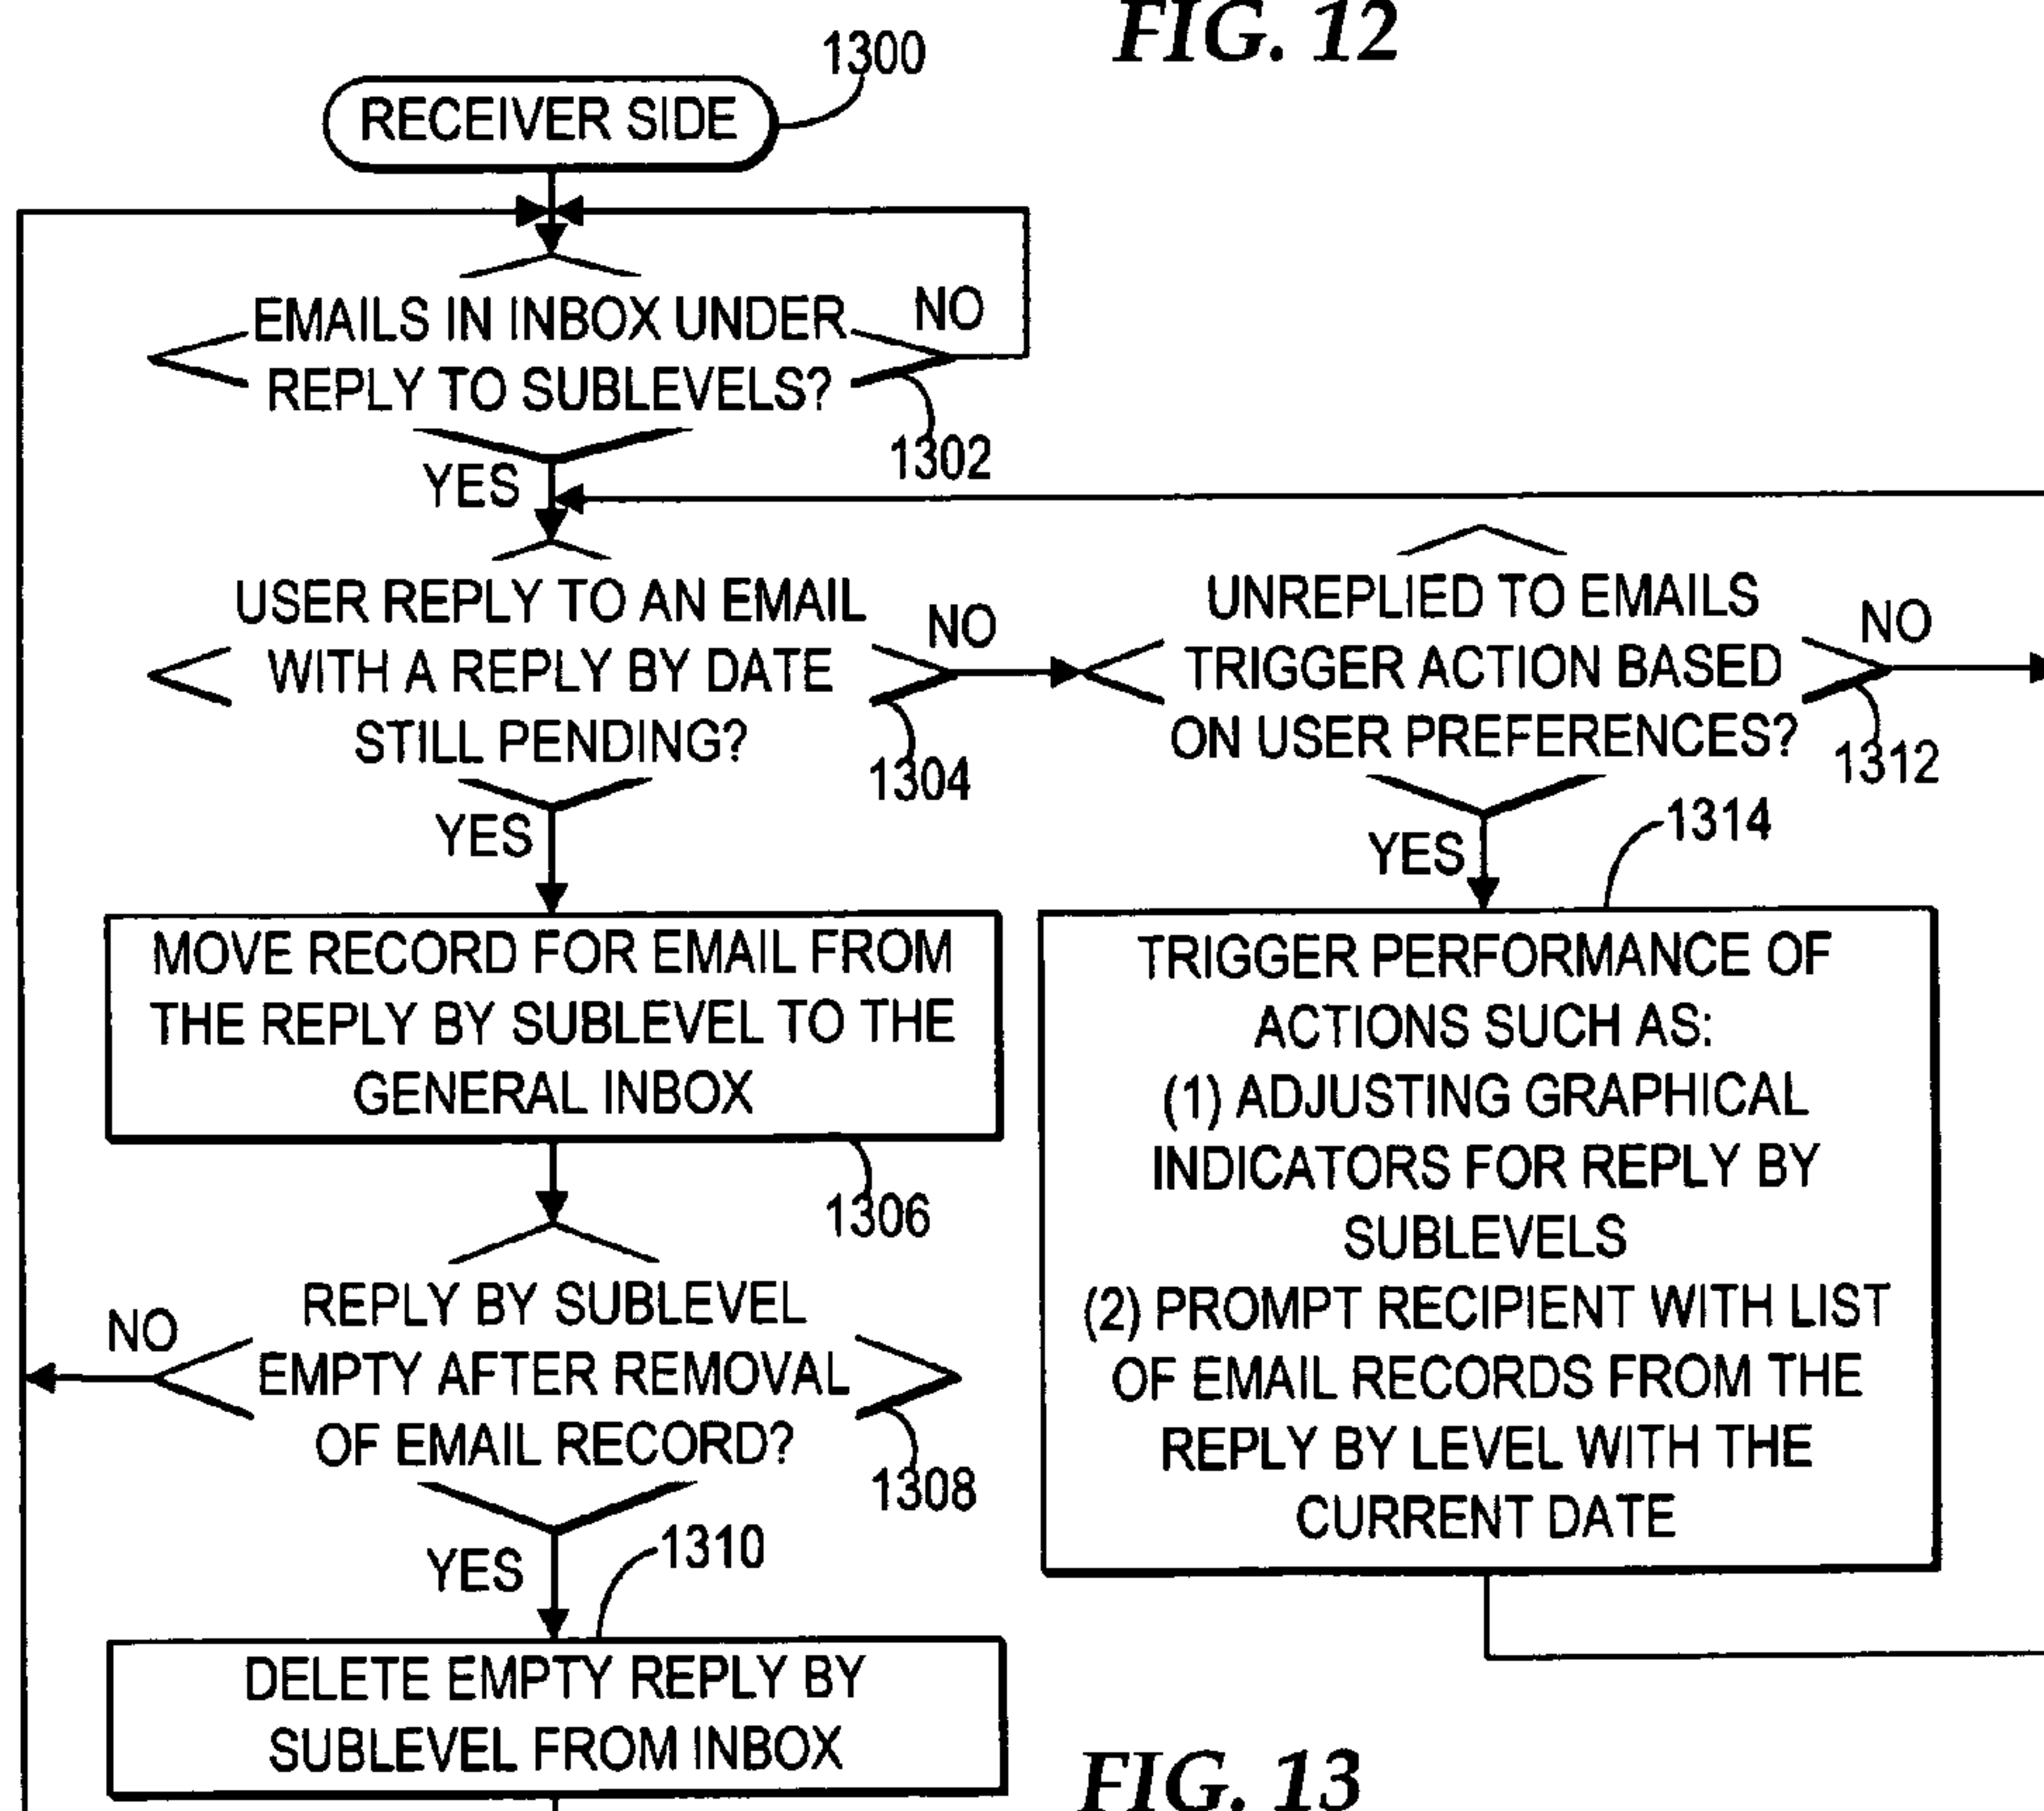 FIG. 12
1300
RECEIVER SIDE
EMAILS IN INBOX UNDER
REPLY TO SUBLEVELS?
NO
1302
YES
USER REPLY TO AN EMAIL
WITH A REPLY BY DATE
STILL PENDING?
NO
1304
UNREPLIED TO EMAILS
TRIGGER ACTION BASED
ON USER PREFERENCES?
NO
1312
YES
YES
1314
MOVE RECORD FOR EMAIL FROM
THE REPLY BY SUBLEVEL TO THE
GENERAL INBOX
1306
TRIGGER PERFORMANCE OF
ACTIONS SUCH AS:
(1) ADJUSTING GRAPHICAL
INDICATORS FOR REPLY BY
SUBLEVELS
(2) PROMPT RECIPIENT WITH LIST
OF EMAIL RECORDS FROM THE
REPLY BY LEVEL WITH THE
CURRENT DATE
NO
REPLY BY SUBLEVEL
EMPTY AFTER REMOVAL
OF EMAIL RECORD?
1308
YES
1310
DELETE EMPTY REPLY BY
SUBLEVEL FROM INBOX
FIG. 13